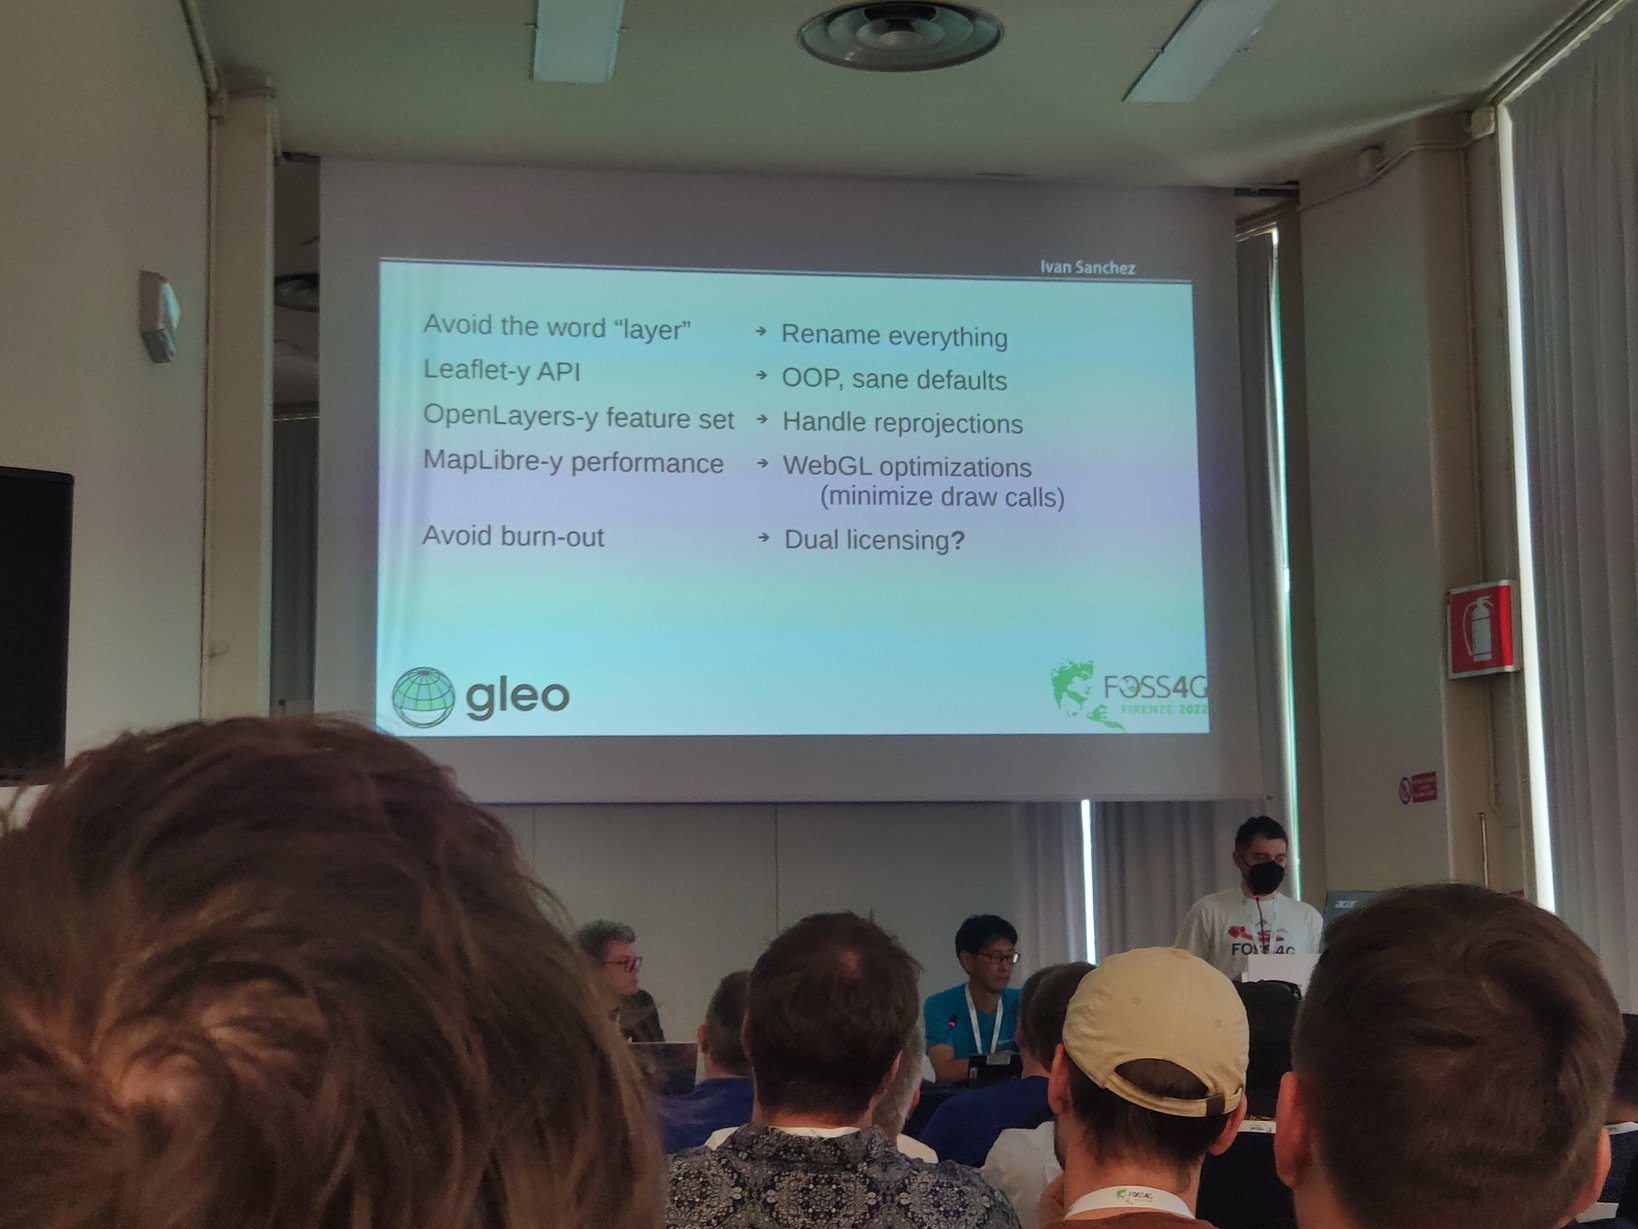 Ivan Sanchez
Avoid the word “layer” → Rename everything
Leaflet-y API → OOP, sane defaults
OpenLayers-y feature set → Handle reprojections
MapLibre-y performance → WebGL optimizations
(minimize draw calls)
Avoid burn-out → Dual licensing?
gleo
FOSS4G
FIRENZE 2022
acer
FOSS4G
FOSS4G